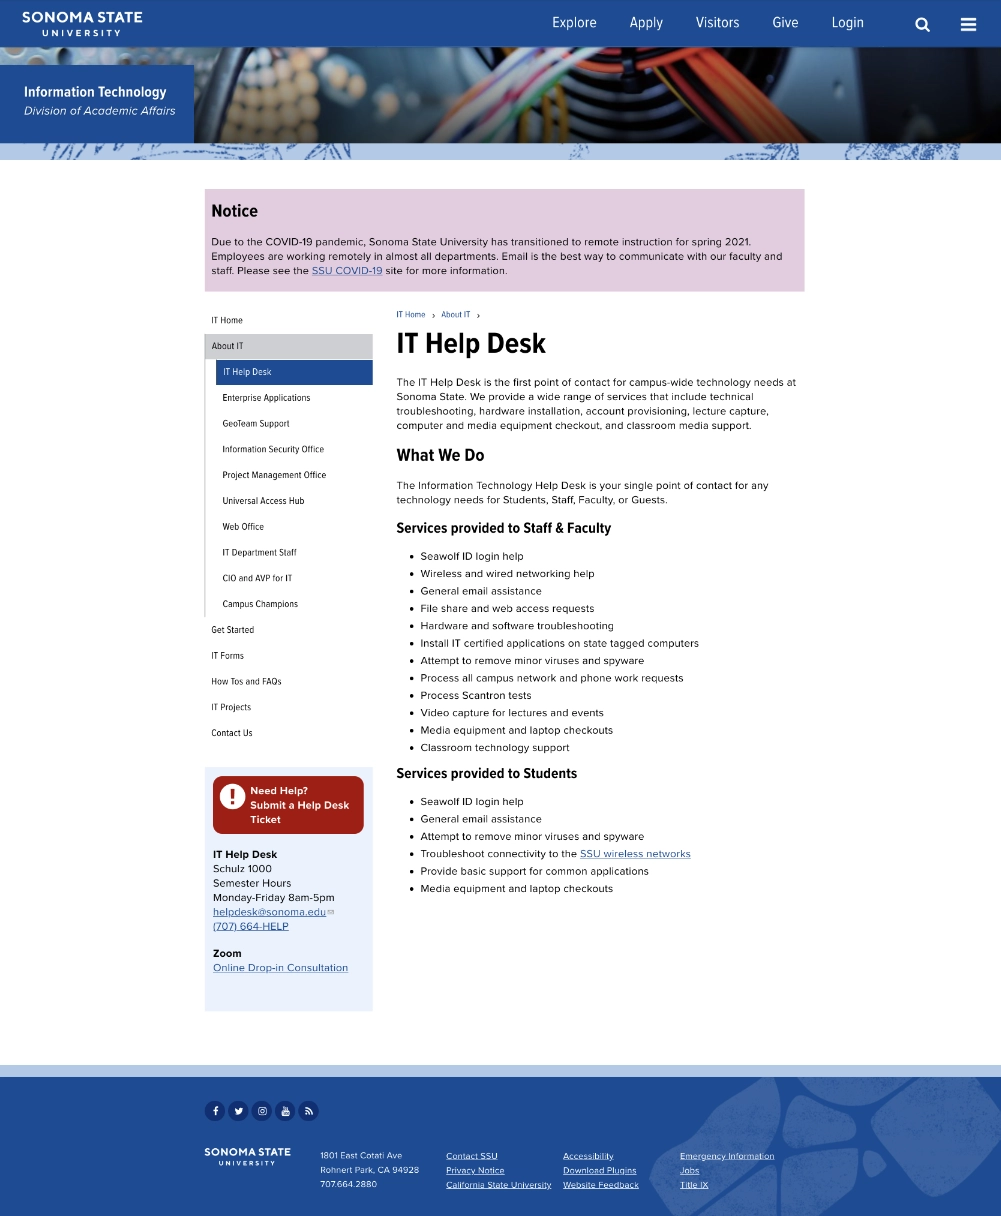 SONOMA STATE
UNIVERSITY
Explore
Apply
Visitors
Give
Login
Information Technology
Division of Academic Affairs
Notice
Due to the COVID-19 pandemic, Sonoma State University has transitioned to remote instruction for spring 2021.
Employees are working remotely in almost all departments. Email is the best way to communicate with our faculty and
staff. Please see the SSU COVID-19 site for more information.
IT Home
About IT
IT Help Desk
Enterprise Applications
GeoTeam Support
Information Security Office
Project Management Office
Universal Access Hub
Web Office
IT Department Staff
CIO and AVP for IT
Campus Champions
Get Started
IT Forms
How Tos and FAQs
IT Projects
Contact Us
Need Help?
Submit a Help Desk
Ticket
IT Help Desk
Schulz 1000
Semester Hours
Monday-Friday 8am-5pm
helpdesk@sonoma.edu
(707) 664-HELP
Zoom
Online Drop-in Consultation
IT Home › About IT ›
IT Help Desk
The IT Help Desk is the first point of contact for campus-wide technology needs at
Sonoma State. We provide a wide range of services that include technical
troubleshooting, hardware installation, account provisioning, lecture capture,
computer and media equipment checkout, and classroom media support.
What We Do
The Information Technology Help Desk is your single point of contact for any
technology needs for Students, Staff, Faculty, or Guests.
Services provided to Staff & Faculty
• Seawolf ID login help
• Wireless and wired networking help
• General email assistance
• File share and web access requests
• Hardware and software troubleshooting
• Install IT certified applications on state tagged computers
• Attempt to remove minor viruses and spyware
• Process all campus network and phone work requests
• Process Scantron tests
• Video capture for lectures and events
• Media equipment and laptop checkouts
• Classroom technology support
Services provided to Students
• Seawolf ID login help
• General email assistance
• Attempt to remove minor viruses and spyware
• Troubleshoot connectivity to the SSU wireless networks
• Provide basic support for common applications
• Media equipment and laptop checkouts
SONOMA STATE
UNIVERSITY
1801 East Cotati Ave
Rohnert Park, CA 94928
707.664.2880
Contact SSU
Privacy Notice
California State University
Accessibility
Download Plugins
Website Feedback
Emergency Information
Jobs
Title IX